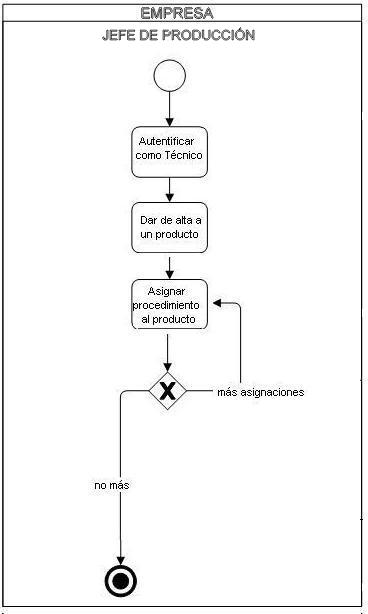 EMPRESA
JEFE DE PRODUCCIÓN
Autentificar
como Técnico
Dar de alta a
un producto
Asignar
procedimiento
al producto
X
más asignaciones
no más